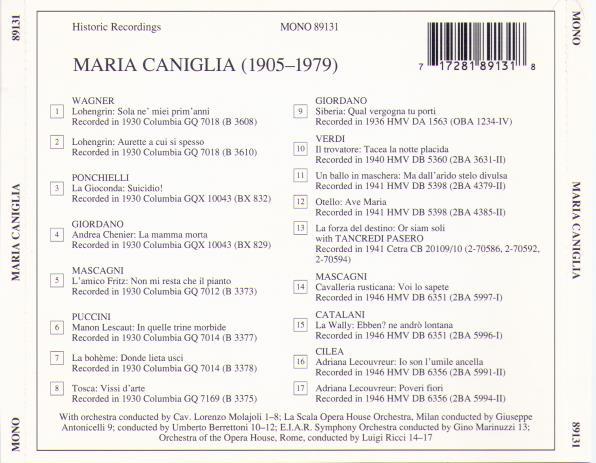 Historic Recordings
MONO 89131
MARIA CANIGLIA (1905–1979)
7 17281 89131 8
WAGNER
1 Lohengrin: Sola ne' miei prim'anni
Recorded in 1930 Columbia GQ 7018 (B 3608)
2 Lohengrin: Aurette a cui si spesso
Recorded in 1930 Columbia GQ 7018 (B 3610)
PONCHIELLI
3 La Gioconda: Suicidio!
Recorded in 1930 Columbia GQX 10043 (BX 832)
GIORDANO
4 Andrea Chenier: La mamma morta
Recorded in 1930 Columbia GQX 10043 (BX 829)
MASCAGNI
5 L'amico Fritz: Non mi resta che il pianto
Recorded in 1930 Columbia GQ 7012 (B 3373)
PUCCINI
6 Manon Lescaut: In quelle trine morbide
Recorded in 1930 Columbia GQ 7014 (B 3377)
7 La bohème: Donde lieta usci
Recorded in 1930 Columbia GQ 7014 (B 3378)
8 Tosca: Vissi d'arte
Recorded in 1930 Columbia GQ 7169 (B 3375)
GIORDANO
9 Siberia: Qual vergogna tu porti
Recorded in 1936 HMV DA 1563 (OBA 1234-IV)
VERDI
10 Il trovatore: Tacea la notte placida
Recorded in 1940 HMV DB 5360 (2BA 3631-II)
11 Un ballo in maschera: Ma dall'arido stelo divulsa
Recorded in 1941 HMV DB 5398 (2BA 4379-II)
12 Otello: Ave Maria
Recorded in 1941 HMV DB 5398 (2BA 4385-II)
13 La forza del destino: Or siam soli
with TANCREDI PASERO
Recorded in 1941 Cetra CB 20109/10 (2-70586, 2-70592,
2-70594)
MASCAGNI
14 Cavalleria rusticana: Voi lo sapete
Recorded in 1946 HMV DB 6351 (2BA 5997-I)
CATALANI
15 La Wally: Ebben? ne andrò lontana
Recorded in 1946 HMV DB 6351 (2BA 5996-I)
CILEA
16 Adriana Lecouvreur: Io son l'umile ancella
Recorded in 1946 HMV DB 6356 (2BA 5991-II)
17 Adriana Lecouvreur: Poveri fiori
Recorded in 1946 HMV DB 6356 (2BA 5994-II)
With orchestra conducted by Cav. Lorenzo Molajoli 1–8; La Scala Opera House Orchestra, Milan conducted by Giuseppe
Antonicelli 9; conducted by Umberto Berrettoni 10–12; E.I.A.R. Symphony Orchestra conducted by Gino Marinuzzi 13;
Orchestra of the Opera House, Rome, conducted by Luigi Ricci 14–17
MONO MARIA CANIGLIA 89131
MONO MARIA CANIGLIA 89131